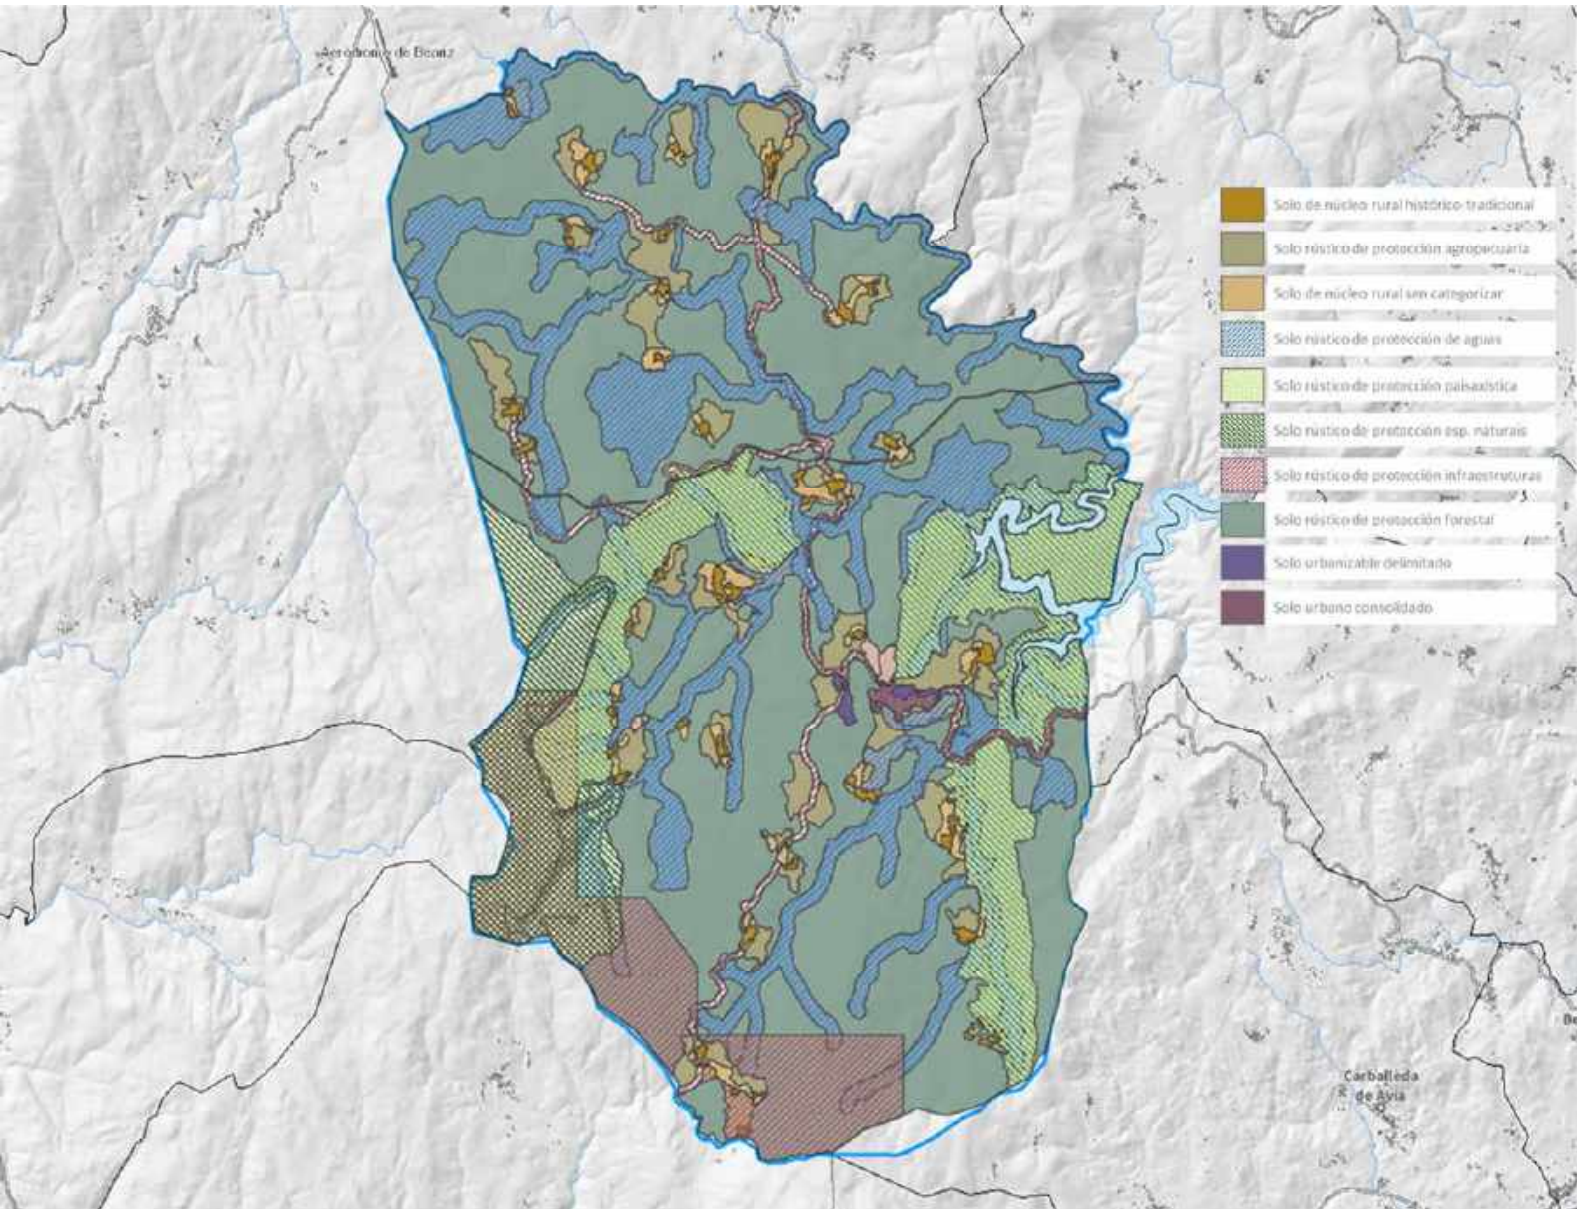 Aeródromo de Beariz
Solo de núcleo rural histórico-tradicional
Solo rústico de protección agropecuaria
Solo de núcleo rural sen categorizar
Solo rústico de protección de aguas
Solo rústico de protección paisaxística
Solo rústico de protección esp. naturais
Solo rústico de protección infraestruturas
Solo rústico de protección forestal
Solo urbanizable delimitado
Solo urbano consolidado
Be
Carballeda
de Avia